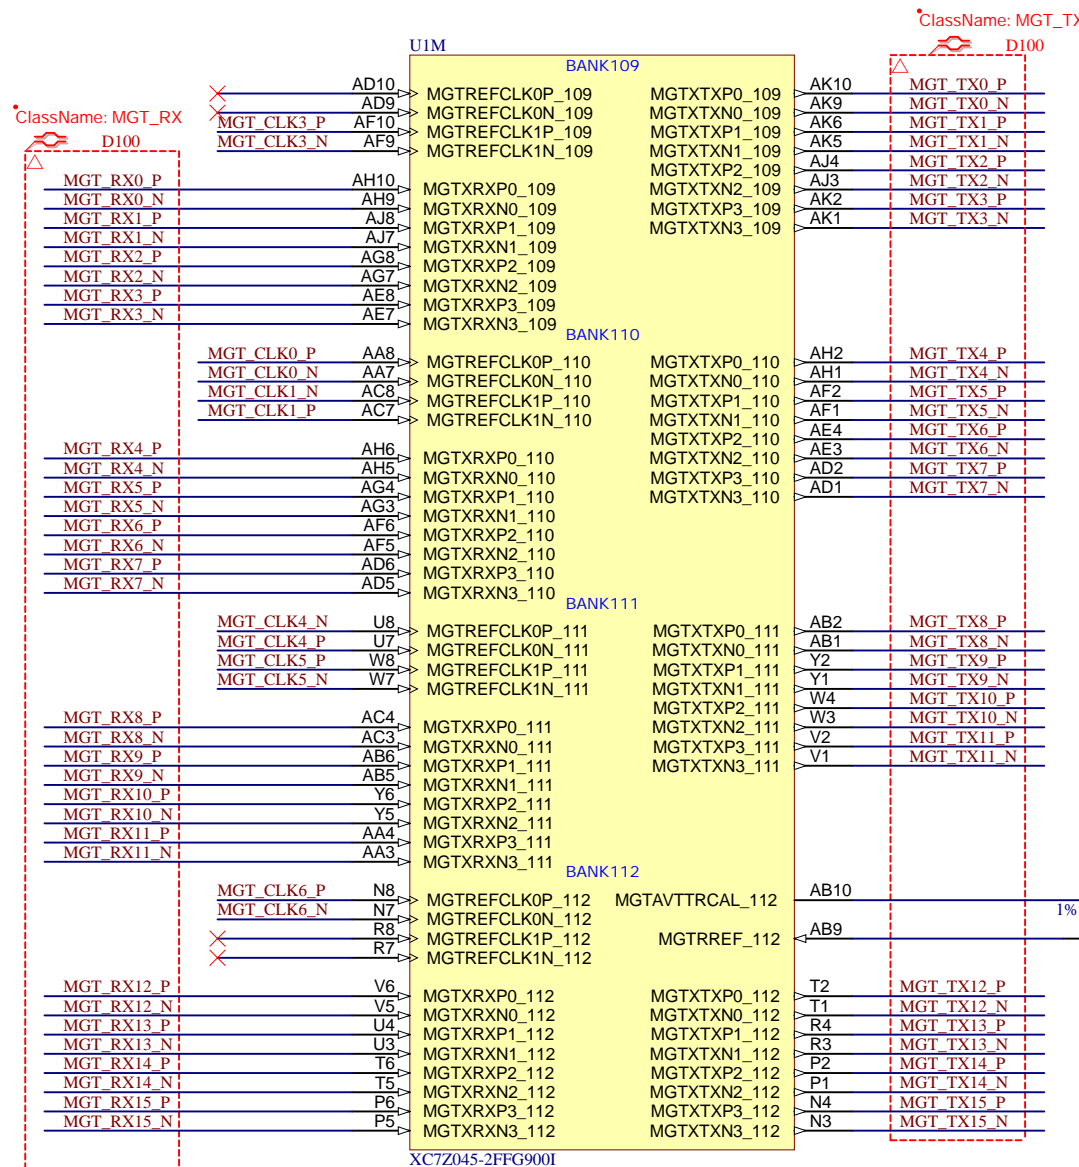 ClassName: MGT_TX
D100
U1M
BANK109
AD10 MGTREFCLK0P_109 MGTXTXP0_109 AK10 MGT_TX0_P
AD9 MGTREFCLK0N_109 MGTXTXN0_109 AK9 MGT_TX0_N
MGT_CLK3_P AF10 MGTREFCLK1P_109 MGTXTXP1_109 AK6 MGT_TX1_P
MGT_CLK3_N AF9 MGTREFCLK1N_109 MGTXTXN1_109 AK5 MGT_TX1_N
ClassName: MGT_RX
D100
MGTXTXP2_109 AJ4 MGT_TX2_P
MGT_RX0_P AH10 MGTXRXP0_109 MGTXTXN2_109 AJ3 MGT_TX2_N
MGT_RX0_N AH9 MGTXRXN0_109 MGTXTXP3_109 AK2 MGT_TX3_P
MGT_RX1_P AJ8 MGTXRXP1_109 MGTXTXN3_109 AK1 MGT_TX3_N
MGT_RX1_N AJ7 MGTXRXN1_109
MGT_RX2_P AG8 MGTXRXP2_109
MGT_RX2_N AG7 MGTXRXN2_109
MGT_RX3_P AE8 MGTXRXP3_109
MGT_RX3_N AE7 MGTXRXN3_109
BANK110
MGT_CLK0_P AA8 MGTREFCLK0P_110 MGTXTXP0_110 AH2 MGT_TX4_P
MGT_CLK0_N AA7 MGTREFCLK0N_110 MGTXTXN0_110 AH1 MGT_TX4_N
MGT_CLK1_N AC8 MGTREFCLK1P_110 MGTXTXP1_110 AF2 MGT_TX5_P
MGT_CLK1_P AC7 MGTREFCLK1N_110 MGTXTXN1_110 AF1 MGT_TX5_N
MGTXTXP2_110 AE4 MGT_TX6_P
MGT_RX4_P AH6 MGTXRXP0_110 MGTXTXN2_110 AE3 MGT_TX6_N
MGT_RX4_N AH5 MGTXRXN0_110 MGTXTXP3_110 AD2 MGT_TX7_P
MGT_RX5_P AG4 MGTXRXP1_110 MGTXTXN3_110 AD1 MGT_TX7_N
MGT_RX5_N AG3 MGTXRXN1_110
MGT_RX6_P AF6 MGTXRXP2_110
MGT_RX6_N AF5 MGTXRXN2_110
MGT_RX7_P AD6 MGTXRXP3_110
MGT_RX7_N AD5 MGTXRXN3_110
BANK111
MGT_CLK4_N U8 MGTREFCLK0P_111 MGTXTXP0_111 AB2 MGT_TX8_P
MGT_CLK4_P U7 MGTREFCLK0N_111 MGTXTXN0_111 AB1 MGT_TX8_N
MGT_CLK5_P W8 MGTREFCLK1P_111 MGTXTXP1_111 Y2 MGT_TX9_P
MGT_CLK5_N W7 MGTREFCLK1N_111 MGTXTXN1_111 Y1 MGT_TX9_N
MGTXTXP2_111 W4 MGT_TX10_P
MGT_RX8_P AC4 MGTXRXP0_111 MGTXTXN2_111 W3 MGT_TX10_N
MGT_RX8_N AC3 MGTXRXN0_111 MGTXTXP3_111 V2 MGT_TX11_P
MGT_RX9_P AB6 MGTXRXP1_111 MGTXTXN3_111 V1 MGT_TX11_N
MGT_RX9_N AB5 MGTXRXN1_111
MGT_RX10_P Y6 MGTXRXP2_111
MGT_RX10_N Y5 MGTXRXN2_111
MGT_RX11_P AA4 MGTXRXP3_111
MGT_RX11_N AA3 MGTXRXN3_111
BANK112
MGT_CLK6_P N8 MGTREFCLK0P_112 MGTAVTTRCAL_112 AB10
MGT_CLK6_N N7 MGTREFCLK0N_112 1%
R8 MGTREFCLK1P_112 MGTRREF_112 AB9
R7 MGTREFCLK1N_112
MGT_RX12_P V6 MGTXRXP0_112 MGTXTXP0_112 T2 MGT_TX12_P
MGT_RX12_N V5 MGTXRXN0_112 MGTXTXN0_112 T1 MGT_TX12_N
MGT_RX13_P U4 MGTXRXP1_112 MGTXTXP1_112 R4 MGT_TX13_P
MGT_RX13_N U3 MGTXRXN1_112 MGTXTXN1_112 R3 MGT_TX13_N
MGT_RX14_P T6 MGTXRXP2_112 MGTXTXP2_112 P2 MGT_TX14_P
MGT_RX14_N T5 MGTXRXN2_112 MGTXTXN2_112 P1 MGT_TX14_N
MGT_RX15_P P6 MGTXRXP3_112 MGTXTXP3_112 N4 MGT_TX15_P
MGT_RX15_N P5 MGTXRXN3_112 MGTXTXN3_112 N3 MGT_TX15_N
XC7Z045-2FFG900I